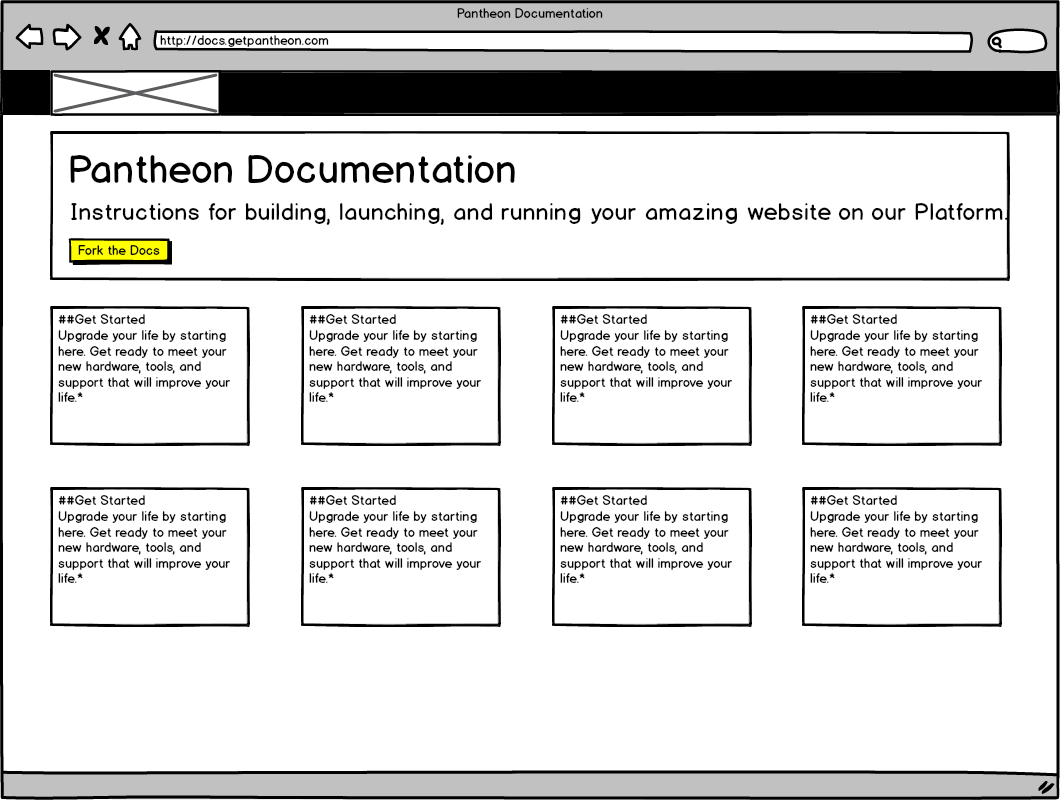 Pantheon Documentation
http://docs.getpantheon.com
Pantheon Documentation
Instructions for building, launching, and running your amazing website on our Platform.
Fork the Docs
##Get Started
Upgrade your life by starting
here. Get ready to meet your
new hardware, tools, and
support that will improve your
life.*
##Get Started
Upgrade your life by starting
here. Get ready to meet your
new hardware, tools, and
support that will improve your
life.*
##Get Started
Upgrade your life by starting
here. Get ready to meet your
new hardware, tools, and
support that will improve your
life.*
##Get Started
Upgrade your life by starting
here. Get ready to meet your
new hardware, tools, and
support that will improve your
life.*
##Get Started
Upgrade your life by starting
here. Get ready to meet your
new hardware, tools, and
support that will improve your
life.*
##Get Started
Upgrade your life by starting
here. Get ready to meet your
new hardware, tools, and
support that will improve your
life.*
##Get Started
Upgrade your life by starting
here. Get ready to meet your
new hardware, tools, and
support that will improve your
life.*
##Get Started
Upgrade your life by starting
here. Get ready to meet your
new hardware, tools, and
support that will improve your
life.*